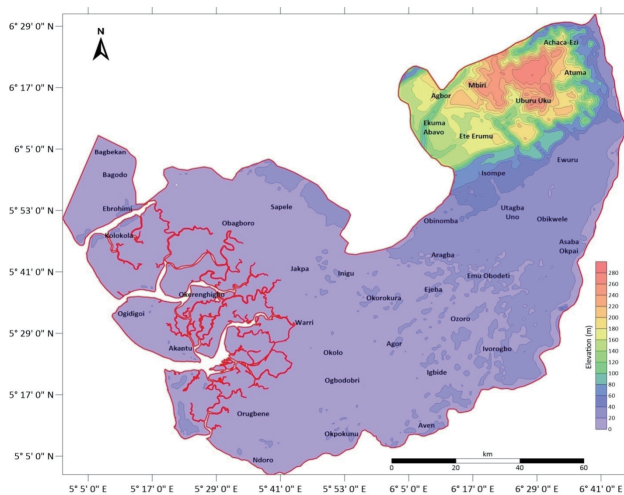 6° 29' 0" N
6° 17' 0" N
6° 5' 0" N
5° 53' 0" N
5° 41' 0" N
5° 29' 0" N
5° 17' 0" N
5° 5' 0" N
N
Achaca-Ezi
Atuma
Mbiri
Agbor
Uburu Uku
Ekuma
Abavo
Ete Erumu
Ewuru
Isompe
Bagbekan
Bagodo
Ebrohimi
Kolokola
Sapele
Obagboro
Utagba
Uno
Obinomba
Obikwele
Asaba
Okpai
Aragba
Jakpa
Inigu
Emu Obodeti
Okerenghigho
Okorokura
Ejeba
Ogidigoi
Warri
Ozoro
Akantu
Okolo
Agor
Ivorogbo
Igbide
Ogbodobri
Orugbene
Aven
Okpokunu
Ndoro
Elevation (m)
280
260
240
220
200
180
160
140
120
100
80
60
40
20
0
km
0 20 40 60
5° 5' 0" E 5° 17' 0" E 5° 29' 0" E 5° 41' 0" E 5° 53' 0" E 6° 5' 0" E 6° 17' 0" E 6° 29' 0" E 6° 41' 0" E